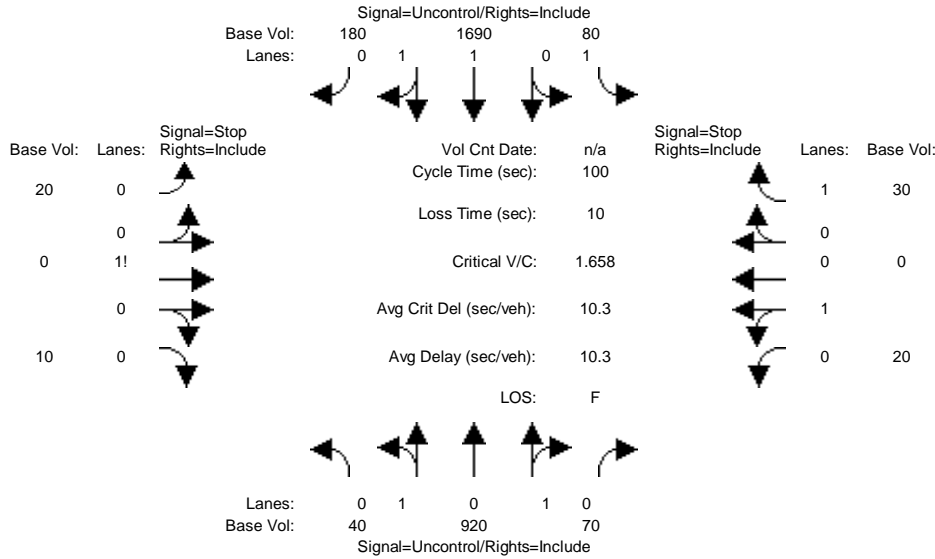 Signal=Uncontrol/Rights=Include
Base Vol: 180 1690 80
Lanes: 0 1 1 0 1
Signal=Stop Signal=Stop
Base Vol: Lanes: Rights=Include Vol Cnt Date: n/a Rights=Include Lanes: Base Vol:
Cycle Time (sec): 100
20 0 1 30
Loss Time (sec): 10
0 0
0 1! Critical V/C: 1.658 0 0
0 Avg Crit Del (sec/veh): 10.3 1
10 0 Avg Delay (sec/veh): 10.3 0 20
LOS: F
Lanes: 0 1 0 1 0
Base Vol: 40 920 70
Signal=Uncontrol/Rights=Include